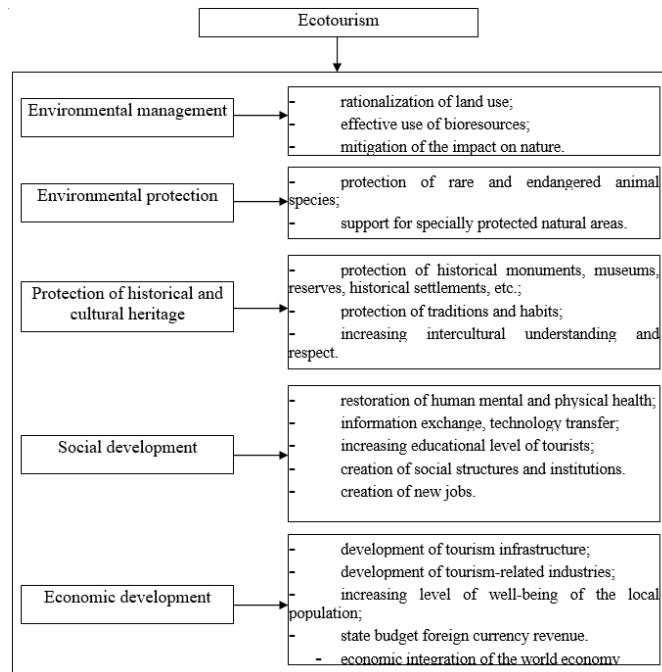 Ecotourism
Environmental management
- rationalization of land use;
- effective use of bioresources;
- mitigation of the impact on nature.
Environmental protection
- protection of rare and endangered animal
species;
- support for specially protected natural areas.
Protection of historical and
cultural heritage
- protection of historical monuments, museums,
reserves, historical settlements, etc.;
- protection of traditions and habits;
- increasing intercultural understanding and
respect.
Social development
- restoration of human mental and physical health;
- information exchange, technology transfer;
- increasing educational level of tourists;
- creation of social structures and institutions.
- creation of new jobs.
Economic development
- development of tourism infrastructure;
- development of tourism-related industries;
- increasing level of well-being of the local
population;
- state budget foreign currency revenue.
- economic integration of the world economy